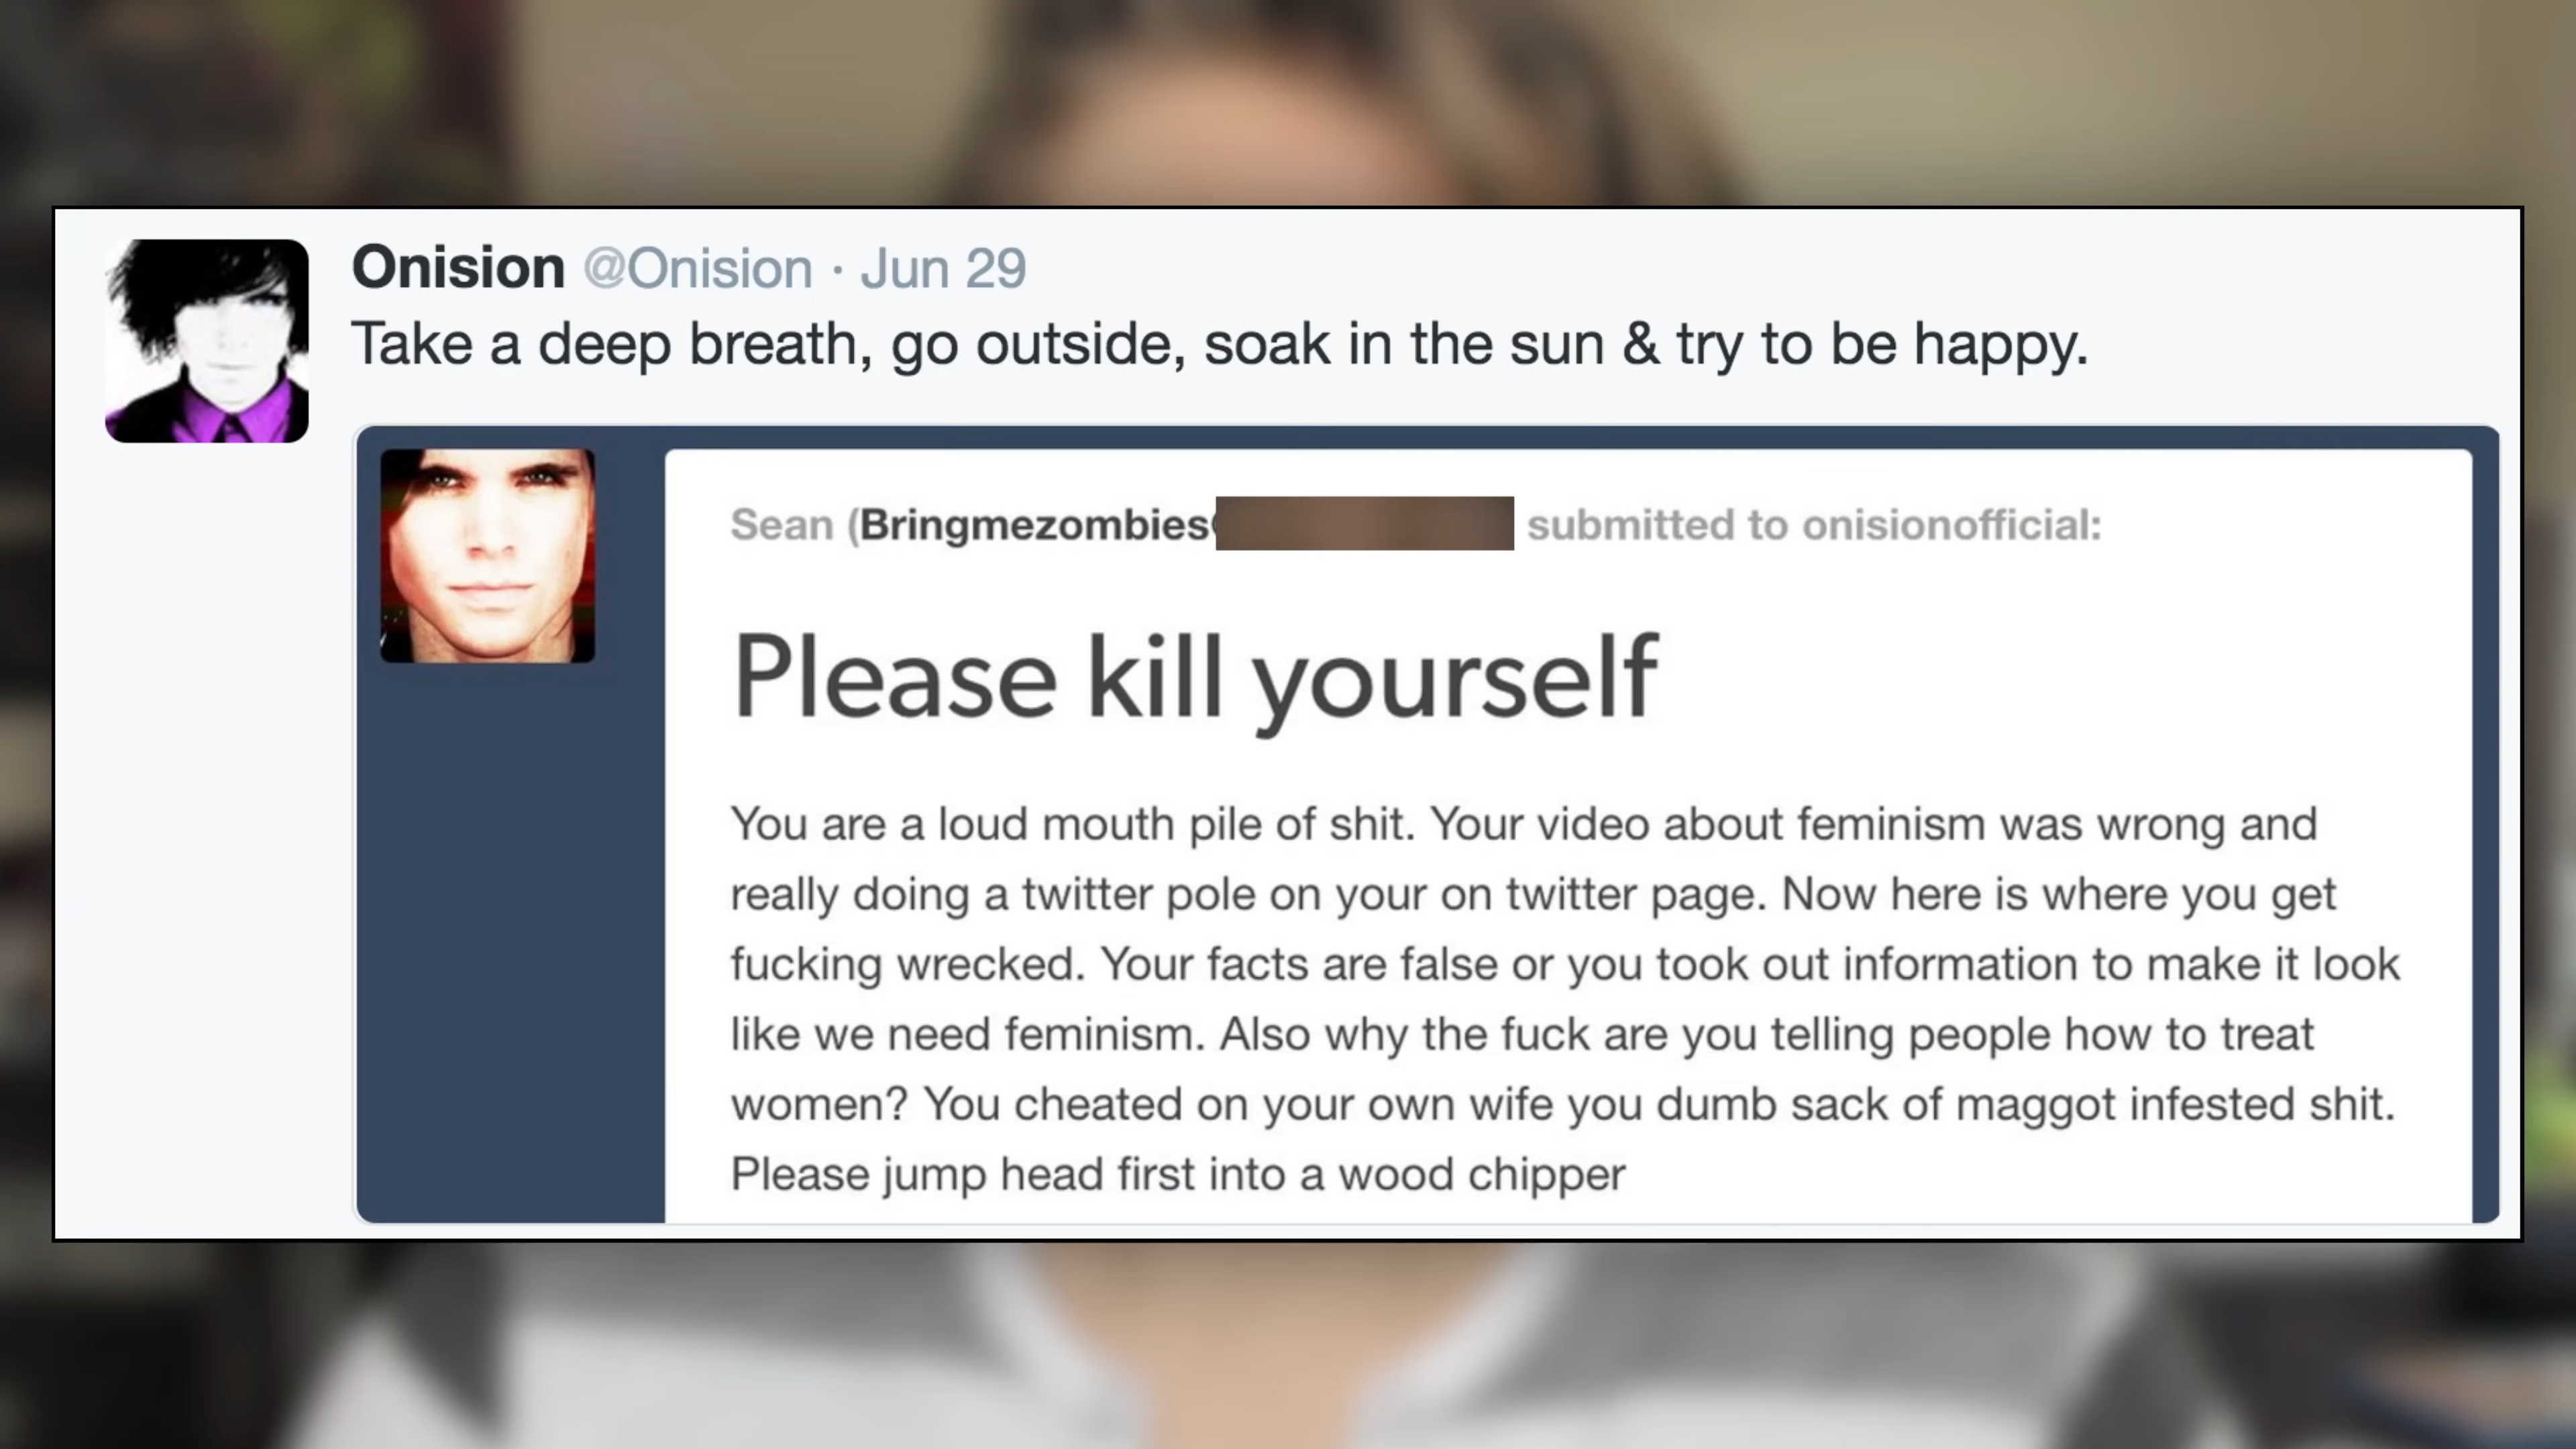 Onision @Onision · Jun 29
Take a deep breath, go outside, soak in the sun & try to be happy.
Sean (Bringmezombies submitted to onisionofficial:
Please kill yourself
You are a loud mouth pile of shit. Your video about feminism was wrong and
really doing a twitter pole on your on twitter page. Now here is where you get
fucking wrecked. Your facts are false or you took out information to make it look
like we need feminism. Also why the fuck are you telling people how to treat
women? You cheated on your own wife you dumb sack of maggot infested shit.
Please jump head first into a wood chipper